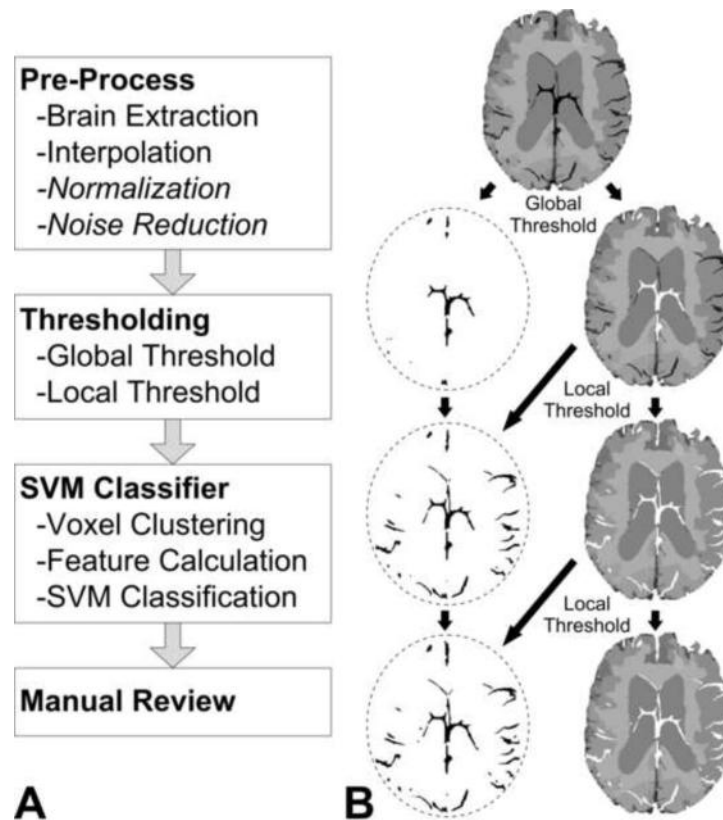 Pre-Process
-Brain Extraction
-Interpolation
-Normalization
-Noise Reduction
Thresholding
-Global Threshold
-Local Threshold
SVM Classifier
-Voxel Clustering
-Feature Calculation
-SVM Classification
Manual Review
A
Global
Threshold
Local
Threshold
Local
Threshold
B